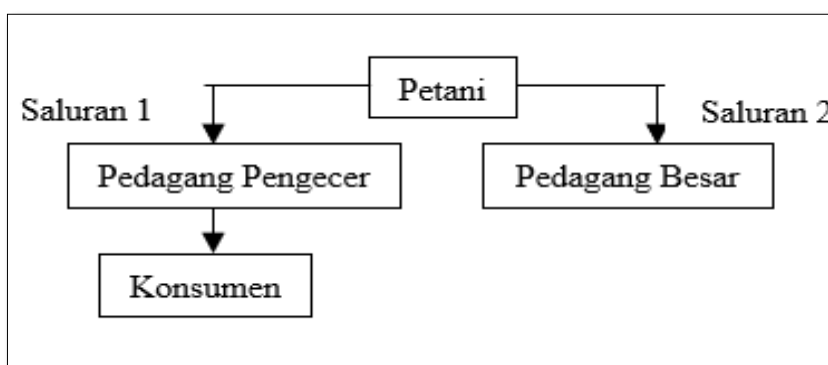 Petani
Saluran 1
Saluran 2
Pedagang Pengecer
Pedagang Besar
Konsumen